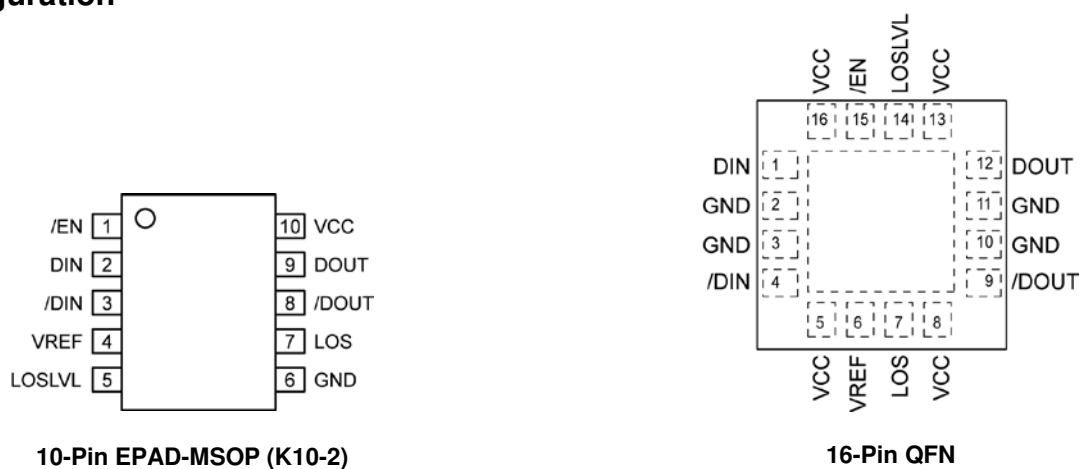 guration
/EN 1
DIN 2
/DIN 3
VREF 4
LOSLVL 5
10 VCC
9 DOUT
8 /DOUT
7 LOS
6 GND
10-Pin EPAD-MSOP (K10-2)
VCC /EN LOSLVL VCC
16 15 14 13
DIN 1
GND 2
GND 3
/DIN 4
12 DOUT
11 GND
10 GND
9 /DOUT
5 6 7 8
VCC VREF LOS VCC
16-Pin QFN